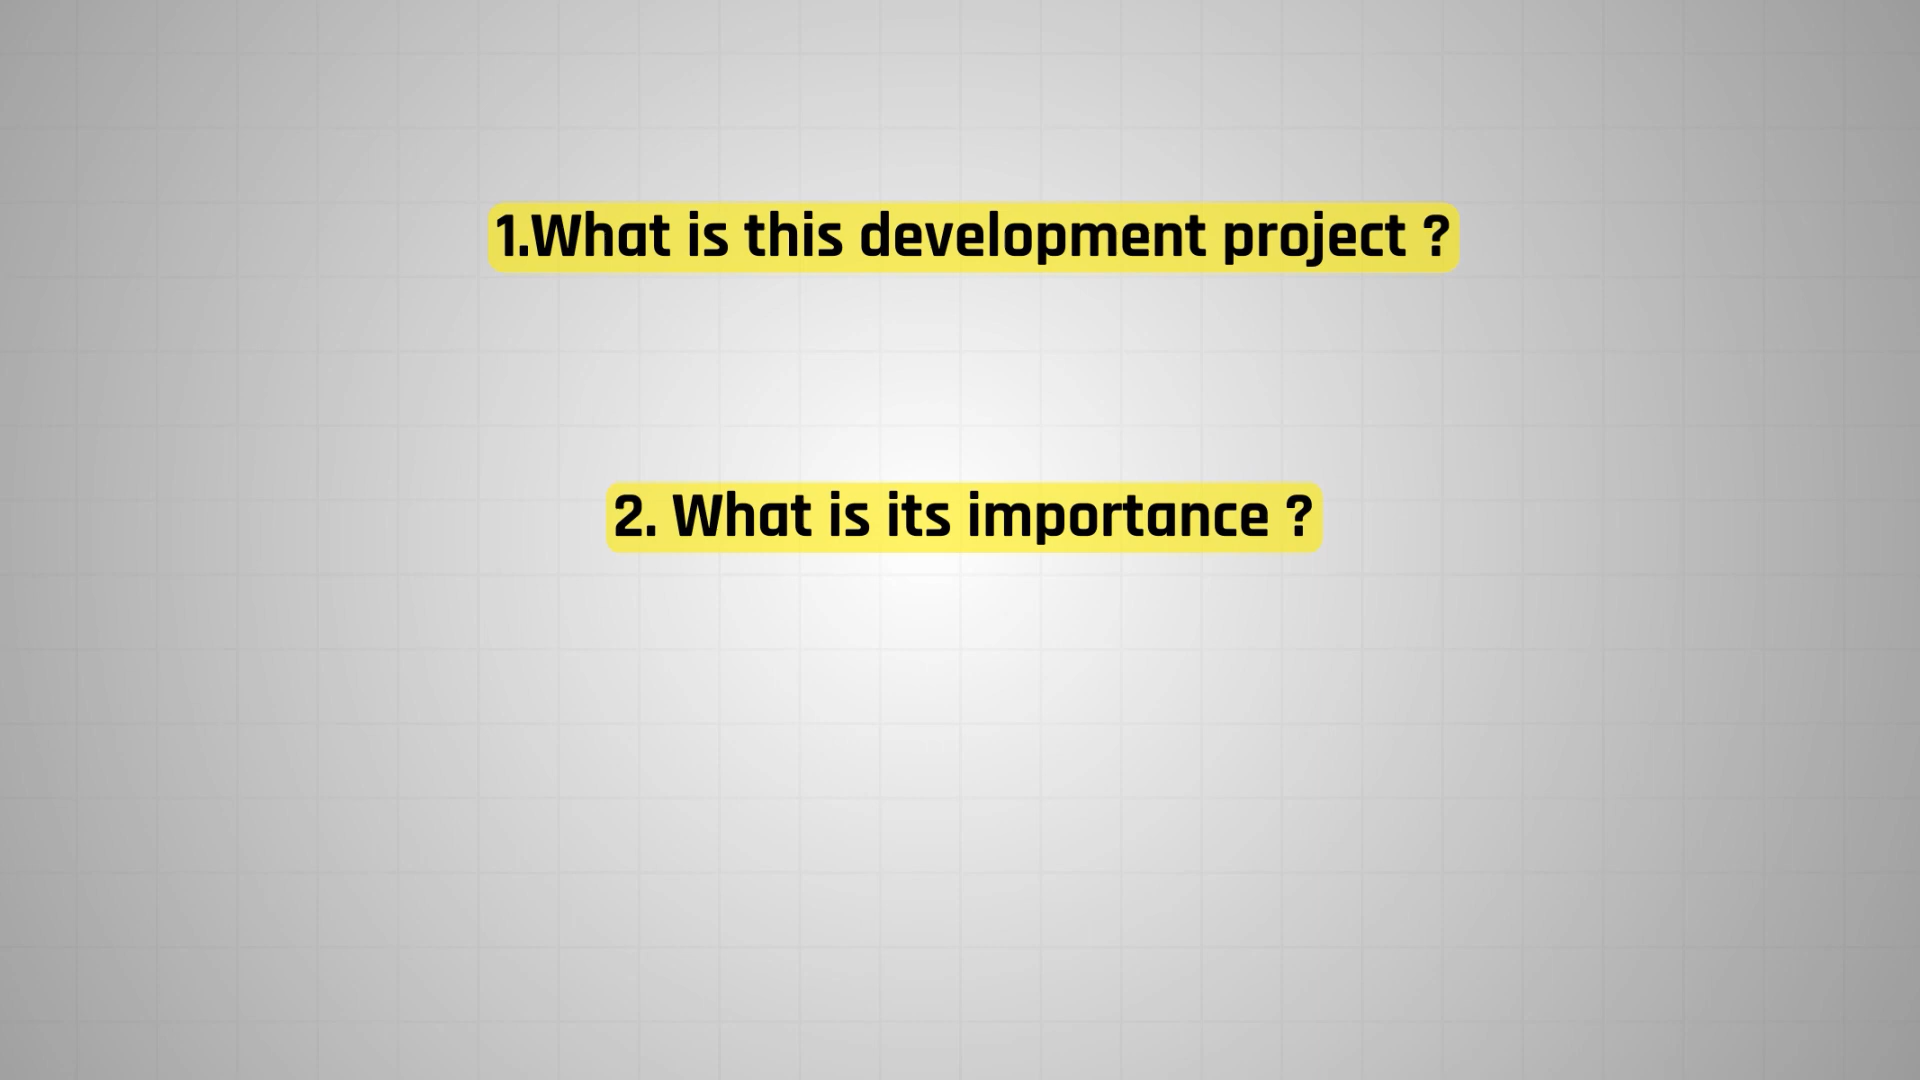 1.What is this development project ?
2. What is its importance ?